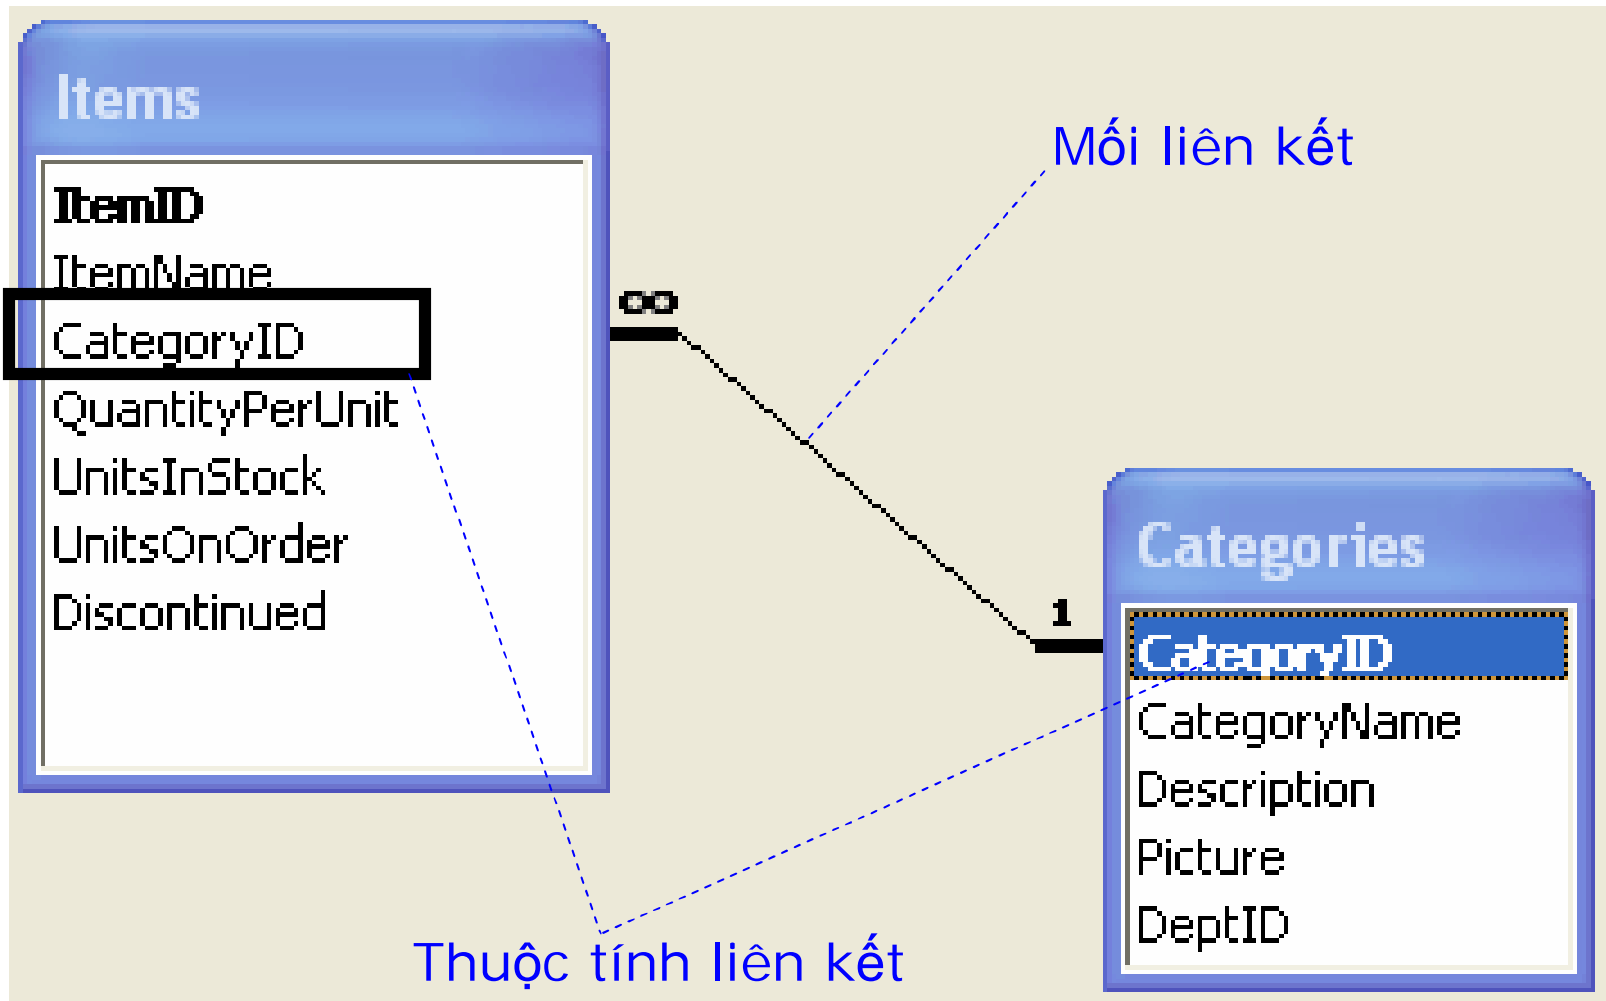 Items
ItemID
ItemName
CategoryID
QuantityPerUnit
UnitsInStock
UnitsOnOrder
Discontinued
Mối liên kết
∞
1
Categories
CategoryID
CategoryName
Description
Picture
DeptID
Thuộc tính liên kết